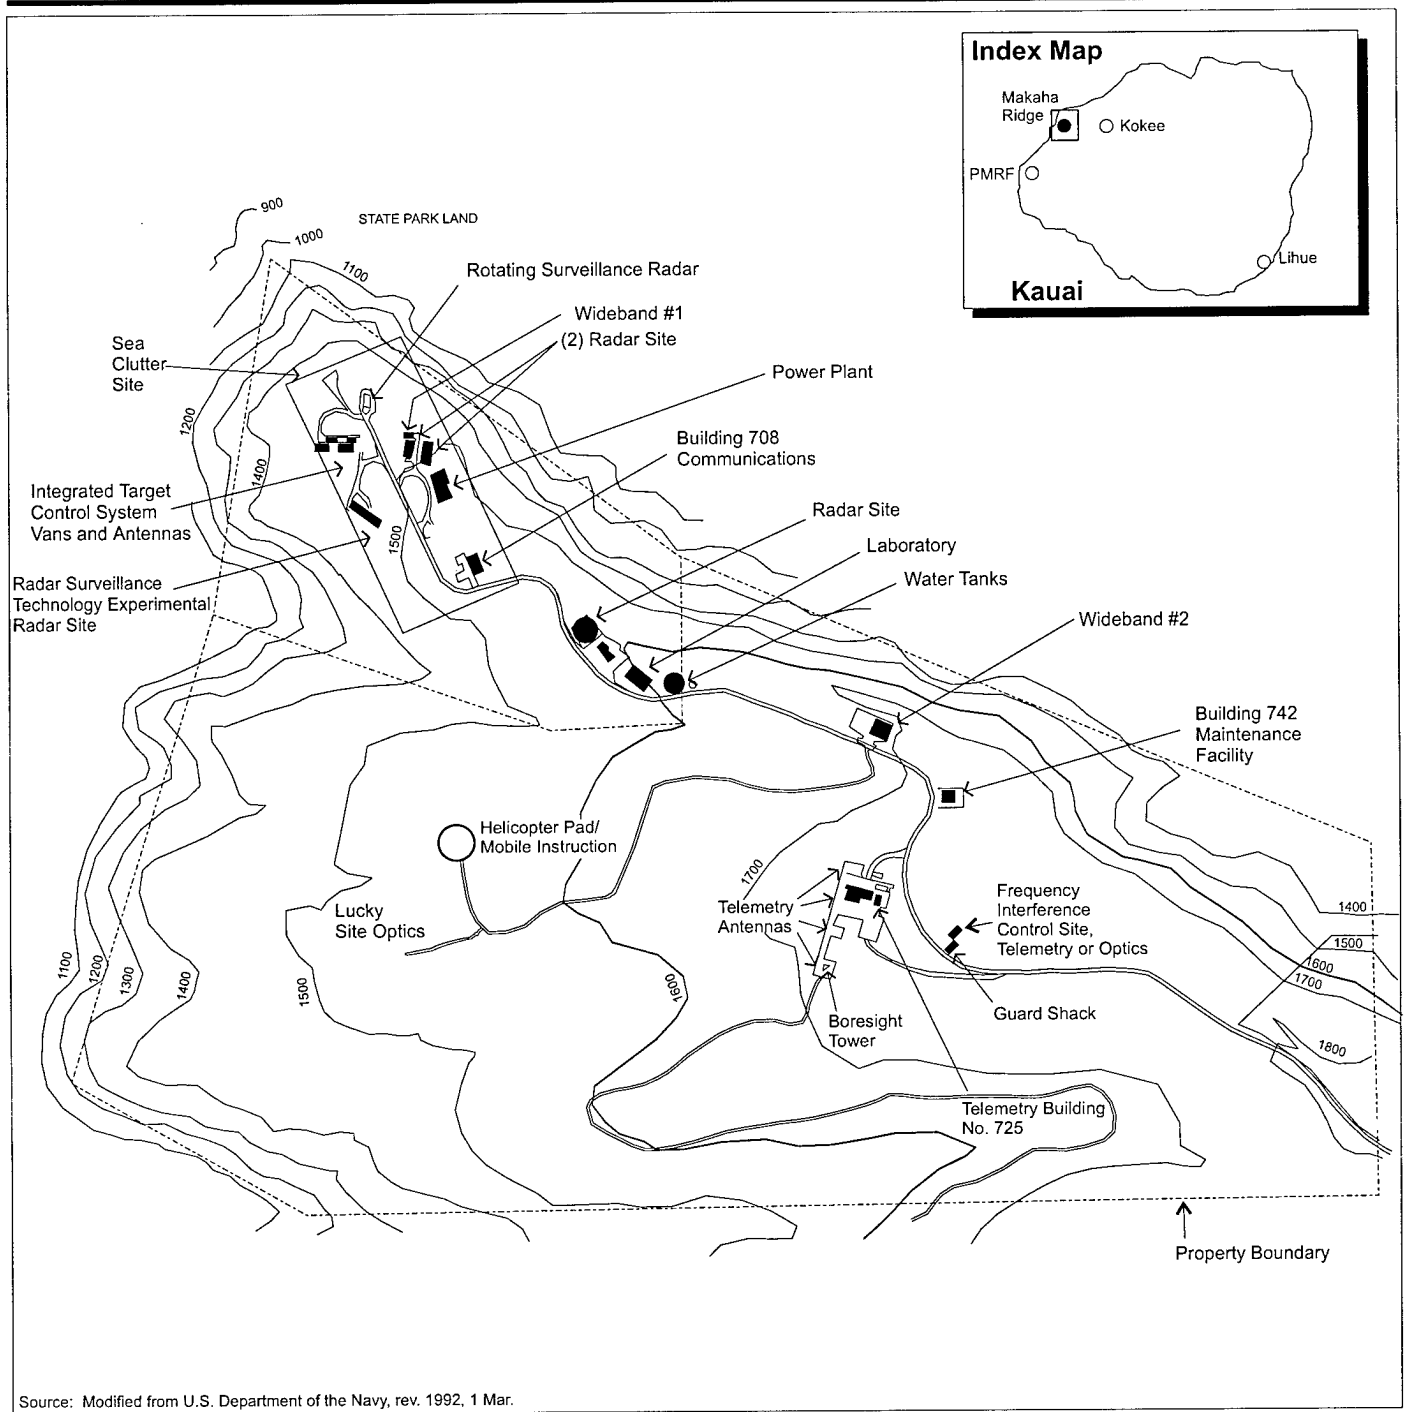 Index Map
Makaha
Ridge
Kokee
PMRF
Lihue
Kauai
900
STATE PARK LAND
1000
1100
Rotating Surveillance Radar
Wideband #1
(2) Radar Site
Sea
Clutter
Site
Power Plant
1200
Building 708
Communications
1400
Integrated Target
Control System
Vans and Antennas
1500
Radar Site
Laboratory
Water Tanks
Radar Surveillance
Technology Experimental
Radar Site
Wideband #2
Building 742
Maintenance
Facility
Helicopter Pad/
Mobile Instruction
1700
Lucky
Site Optics
Telemetry
Antennas
Frequency
Interference
Control Site,
Telemetry or Optics
1400
1500
1600
1700
1100
1200
1300
1400
1500
1600
Guard Shack
Boresight
Tower
1800
Telemetry Building
No. 725
Property Boundary
Source: Modified from U.S. Department of the Navy, rev. 1992, 1 Mar.